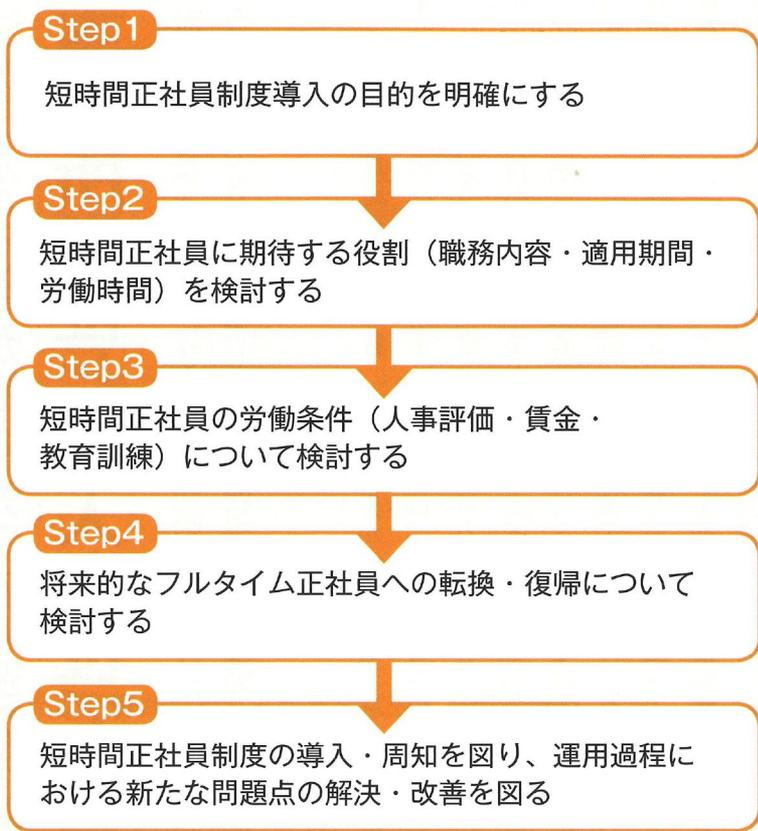 Step1
短時間正社員制度導入の目的を明確にする
Step2
短時間正社員に期待する役割（職務内容・適用期間・
労働時間）を検討する
Step3
短時間正社員の労働条件（人事評価・賃金・
教育訓練）について検討する
Step4
将来的なフルタイム正社員への転換・復帰について
検討する
Step5
短時間正社員制度の導入・周知を図り、運用過程に
おける新たな問題点の解決・改善を図る